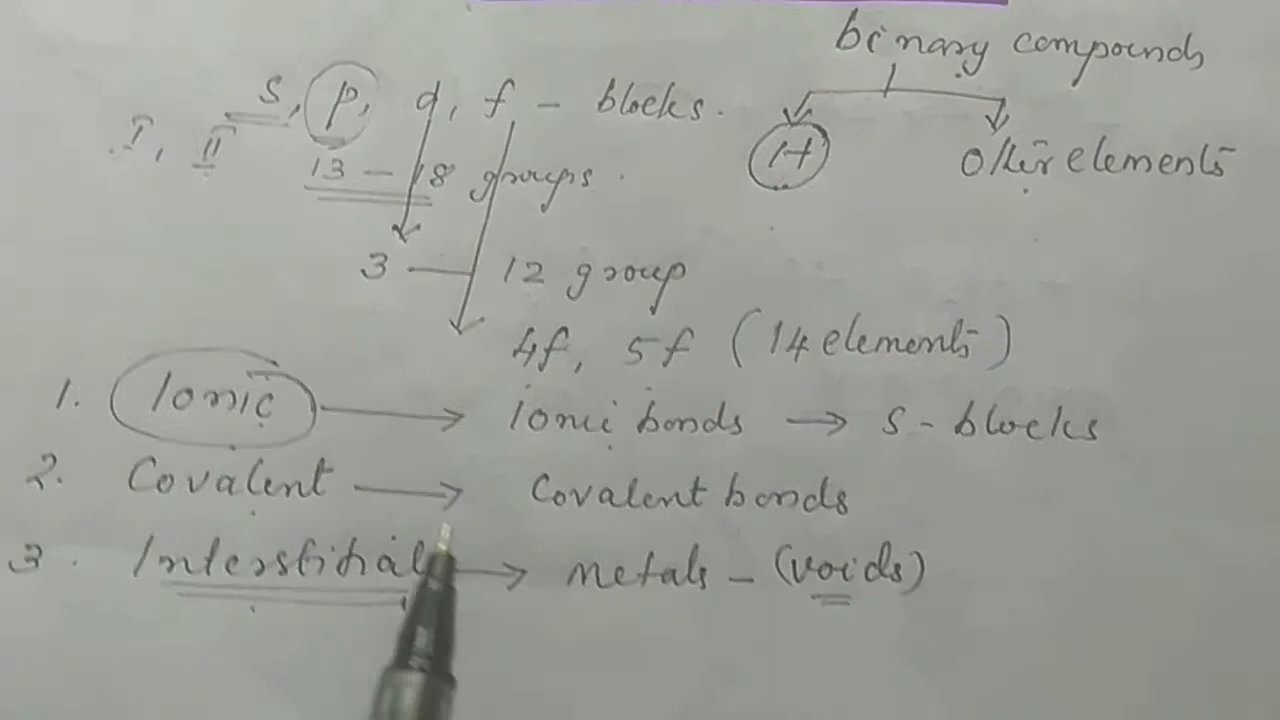 binary compounds
S, p, d, f - blocks.
I, II
H
Other elements
13 - 18 groups.
3 — 12 group
4f, 5f (14 elements)
1. Ionic → Ionic bonds → S - blocks
2. Covalent → Covalent bonds
3. Interstitial → metals - (voids)